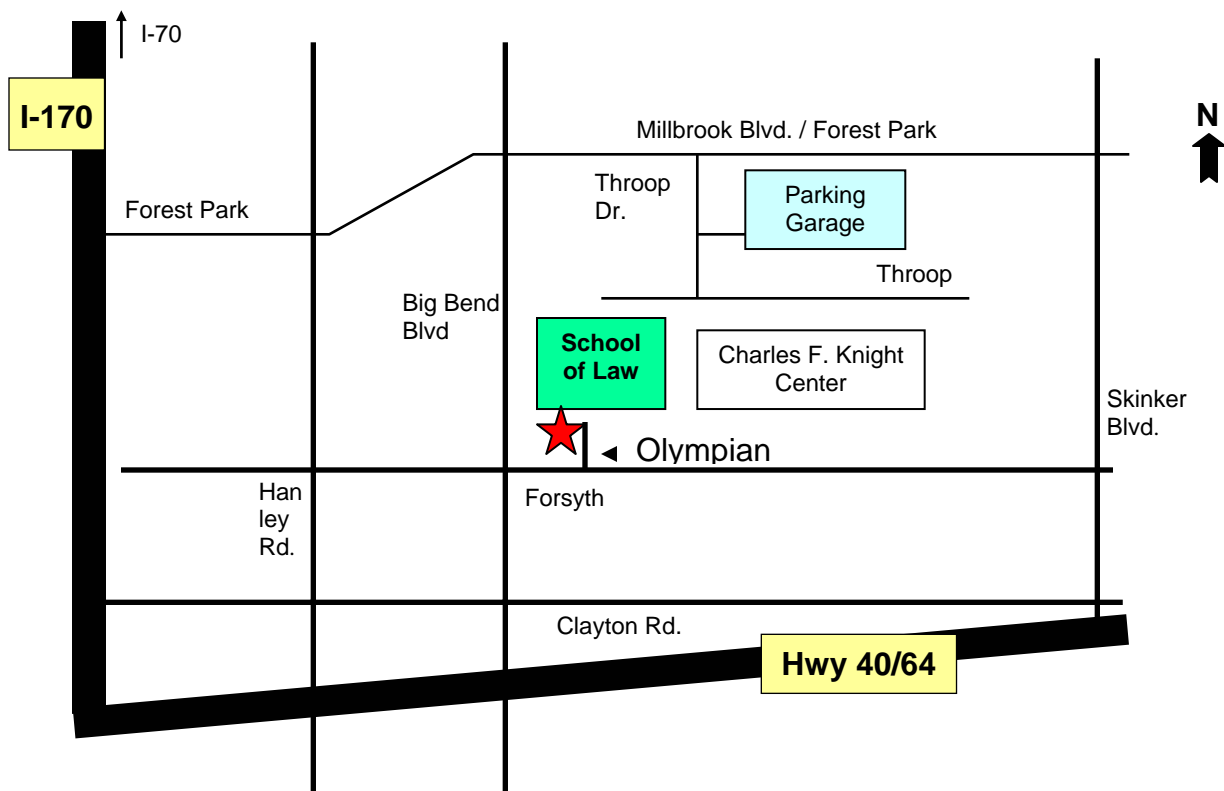 I-70
I-170
N
Millbrook Blvd. / Forest Park
Throop
Dr.
Parking
Garage
Forest Park
Throop
Big Bend
Blvd
School
of Law
Charles F. Knight
Center
Skinker
Blvd.
Olympian
Han
ley
Rd.
Forsyth
Clayton Rd.
Hwy 40/64